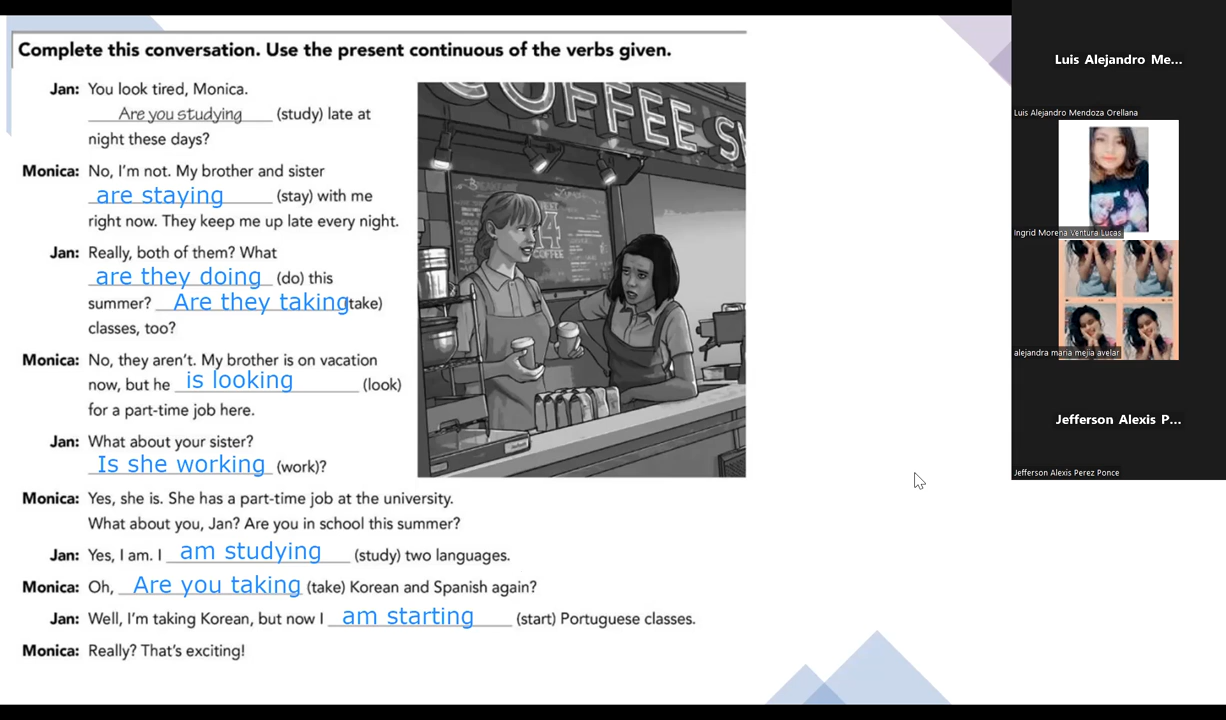 Complete this conversation. Use the present continuous of the verbs given.
Jan: You look tired, Monica.
Are you studying (study) late at
night these days?
Monica: No, I'm not. My brother and sister
are staying (stay) with me
right now. They keep me up late every night.
Jan: Really, both of them? What
are they doing (do) this
summer? Are they taking (take)
classes, too?
Monica: No, they aren't. My brother is on vacation
now, but he is looking (look)
for a part-time job here.
Jan: What about your sister?
Is she working (work)?
Monica: Yes, she is. She has a part-time job at the university.
What about you, Jan? Are you in school this summer?
Jan: Yes, I am. I am studying (study) two languages.
Monica: Oh, Are you taking (take) Korean and Spanish again?
Jan: Well, I'm taking Korean, but now I am starting (start) Portuguese classes.
Monica: Really? That's exciting!
COFFEE SH
COFFEE
Luis Alejandro Me...
Luis Alejandro Mendoza Orellana
Ingrid Morena Ventura Lucas
alejandra maria mejia avelar
Jefferson Alexis P...
Jefferson Alexis Perez Ponce